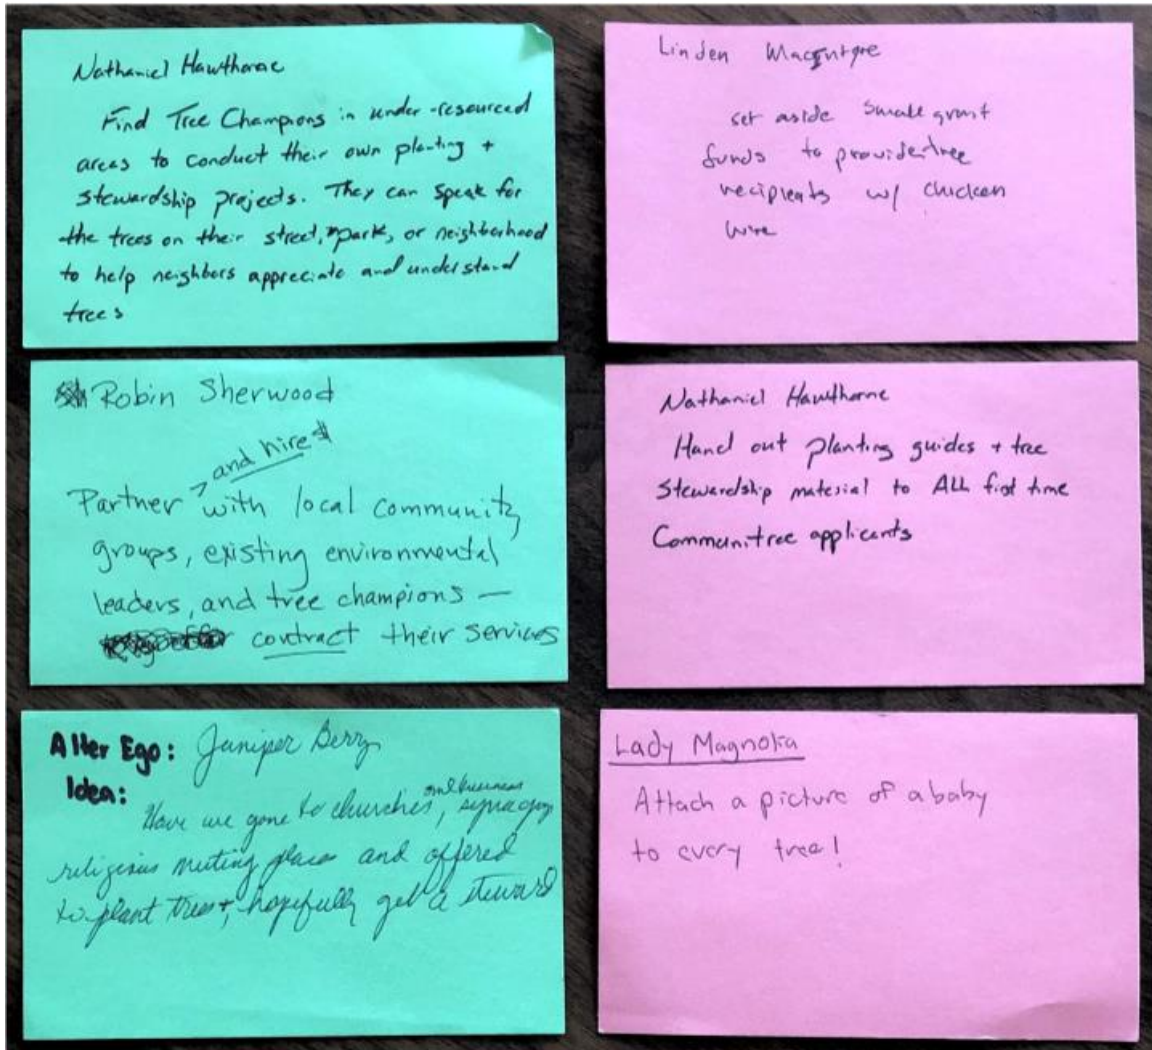 Nathaniel Hawthorne
Find Tree Champions in under-resourced
areas to conduct their own planting +
stewardship projects. They can speak for
the trees on their street, park, or neighborhood
to help neighbors appreciate and understand
trees
Robin Sherwood
and hire $
Partner with local community
groups, existing environmental
leaders, and tree champions —
contract their services
Alter Ego: Juniper Berry
Idea:
and business
Have we gone to churches, synagog
religious meeting places and offered
to plant trees +, hopefully get a steward
Linden Macintyre
set aside small grant
funds to provide tree
recipients w/ chicken
wire
Nathaniel Hawthorne
Hand out planting guides + tree
stewardship material to ALL first time
Communitree applicants
Lady Magnolia
Attach a picture of a baby
to every tree!